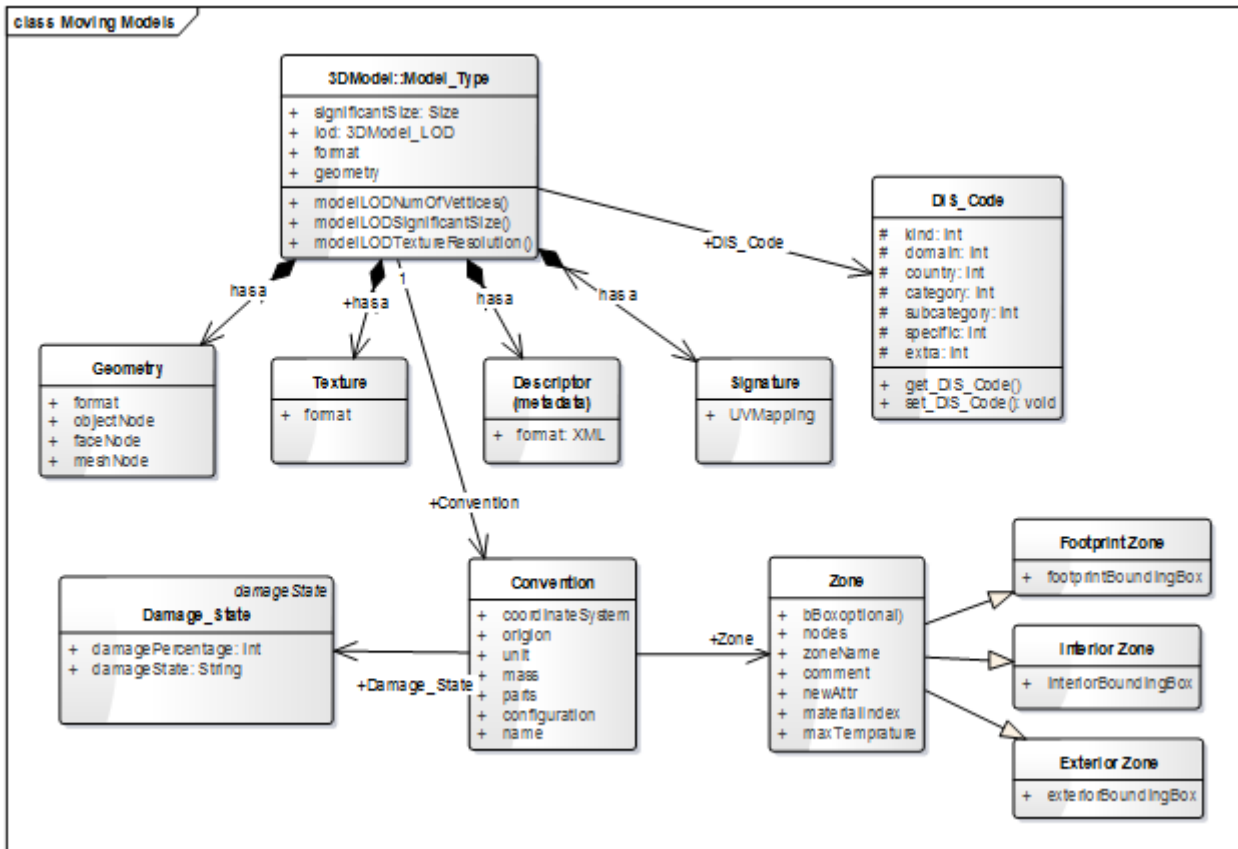 class Moving Models
3DModel::Model_Type
+ significantSize: Size
+ lod: 3DModel_LOD
+ format
+ geometry
+ modelLODNumOfVettices()
+ modelLODSignificantSize()
+ modelLODTextureResolution()
DIS_Code
# kind: Int
# domain: Int
# country: Int
# category: Int
# subcategory: Int
# specific: Int
# extra: Int
+ get_DIS_Code()
+ set_DIS_Code(): void
+DIS_Code
1
hasa
+hasa
hasa
hasa
Geometry
+ format
+ objectNode
+ faceNode
+ meshNode
Texture
+ format
Descriptor
(metadata)
+ format: XML
Signature
+ UVMapping
+Convention
damageState
Damage_State
+ damagePercentage: Int
+ damageState: String
+Damage_State
Convention
+ coordinateSystem
+ origion
+ unit
+ mass
+ parts
+ configuration
+ name
+Zone
Zone
+ bBoxoptional)
+ nodes
+ zoneName
+ comment
+ newAttr
+ materialIndex
+ maxTemprature
Footprint Zone
+ footprintBoundingBox
Interior Zone
+ InteriorBoundingBox
Exterior Zone
+ exteriorBoundingBox